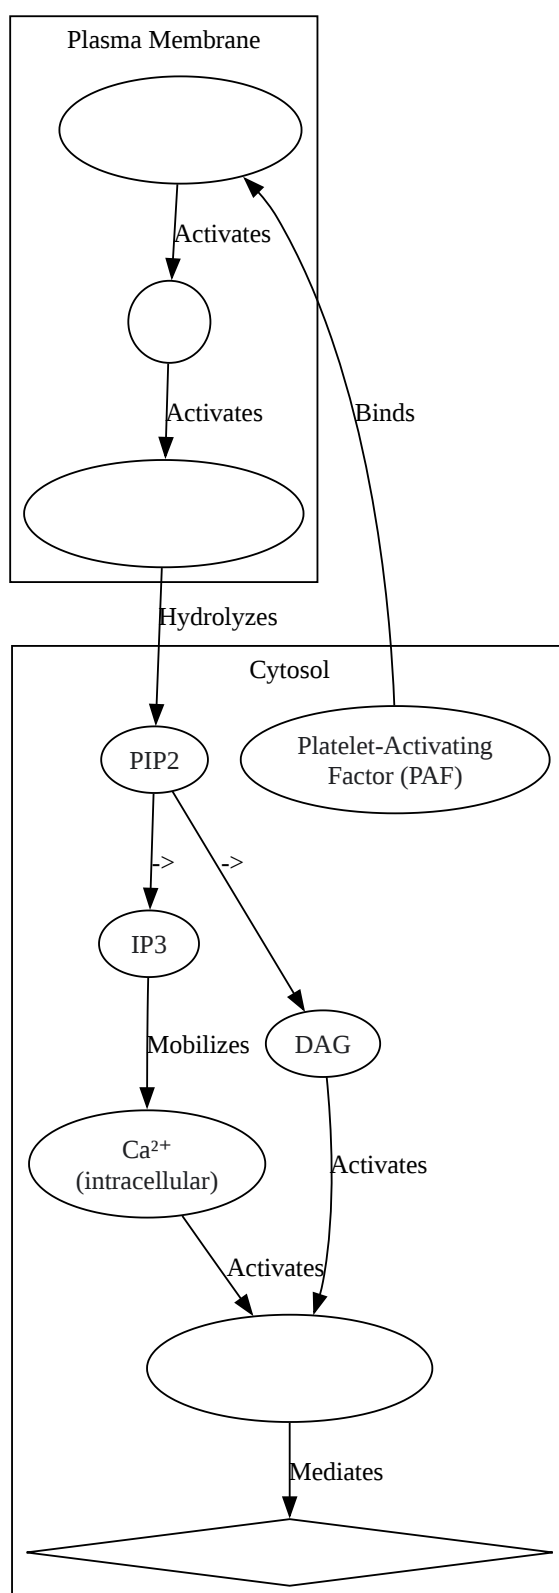 Plasma Membrane
Activates
Activates
Binds
Hydrolyzes
Cytosol
PIP2
Platelet-Activating
Factor (PAF)
->
->
IP3
Mobilizes
DAG
Ca²⁺
(intracellular)
Activates
Activates
Mediates